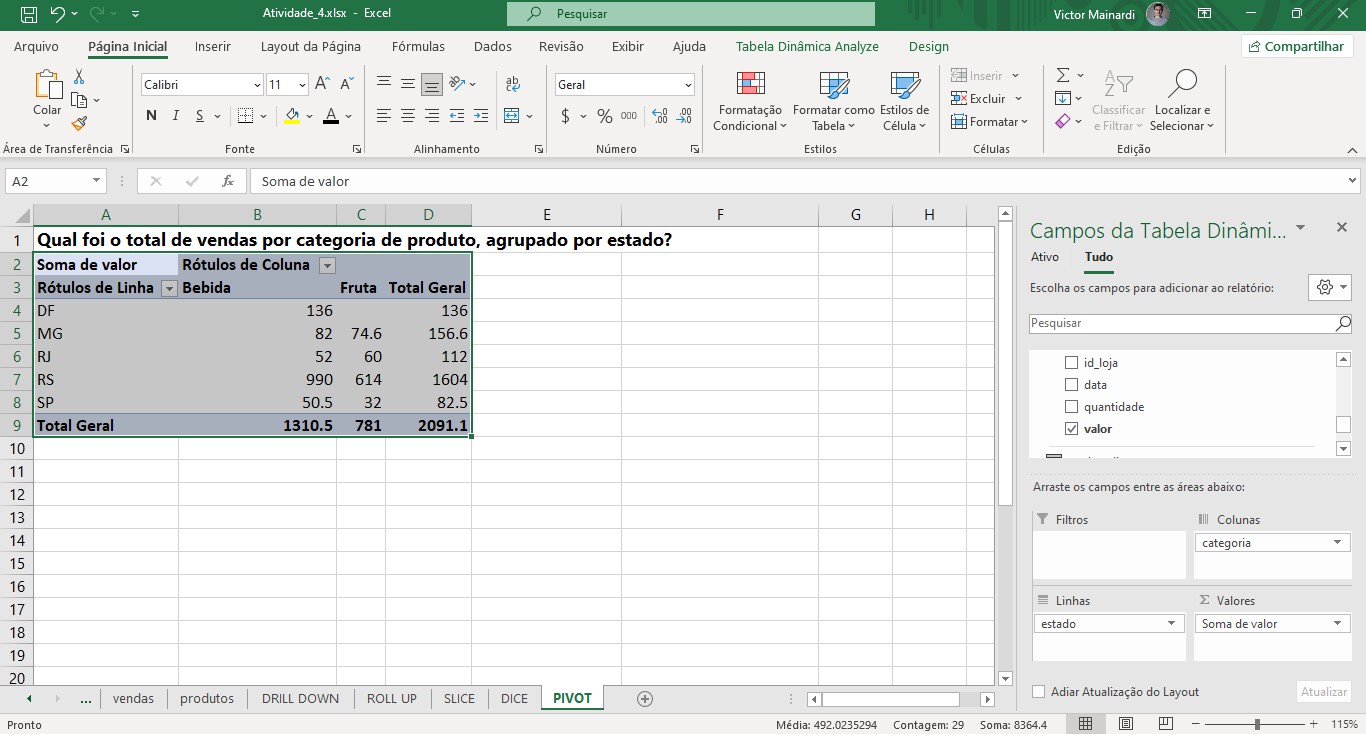 Atividade_4.xlsx - Excel
Pesquisar
Victor Mainardi
Arquivo Página Inicial Inserir Layout da Página Fórmulas Dados Revisão Exibir Ajuda Tabela Dinâmica Analyze Design
Compartilhar
Colar
Área de Transferência
Calibri 11
N I S A
Fonte
ab
Alinhamento
Geral
$ % 000
Número
Formatação Condicional
Formatar como Tabela
Estilos de Célula
Estilos
Inserir
Excluir
Formatar
Células
Classificar e Filtrar
Localizar e Selecionar
Edição
A2
fx
Soma de valor
A B C D E F G H
1 Qual foi o total de vendas por categoria de produto, agrupado por estado?
2 Soma de valor Rótulos de Coluna
3 Rótulos de Linha Bebida Fruta Total Geral
4 DF 136 136
5 MG 82 74.6 156.6
6 RJ 52 60 112
7 RS 990 614 1604
8 SP 50.5 32 82.5
9 Total Geral 1310.5 781 2091.1
10
11
12
13
14
15
16
17
18
19
20
Campos da Tabela Dinâmi...
Ativo Tudo
Escolha os campos para adicionar ao relatório:
Pesquisar
id_loja
data
quantidade
valor
Arraste os campos entre as áreas abaixo:
Filtros
Colunas
categoria
Linhas
estado
Σ Valores
Soma de valor
Adiar Atualização do Layout
Atualizar
... vendas produtos DRILL DOWN ROLL UP SLICE DICE PIVOT
Pronto
Média: 492.0235294 Contagem: 29 Soma: 8364.4
115%